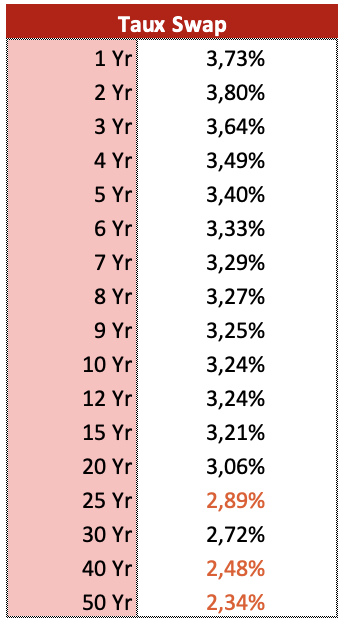 Taux Swap
1 Yr 3,73%
2 Yr 3,80%
3 Yr 3,64%
4 Yr 3,49%
5 Yr 3,40%
6 Yr 3,33%
7 Yr 3,29%
8 Yr 3,27%
9 Yr 3,25%
10 Yr 3,24%
12 Yr 3,24%
15 Yr 3,21%
20 Yr 3,06%
25 Yr 2,89%
30 Yr 2,72%
40 Yr 2,48%
50 Yr 2,34%